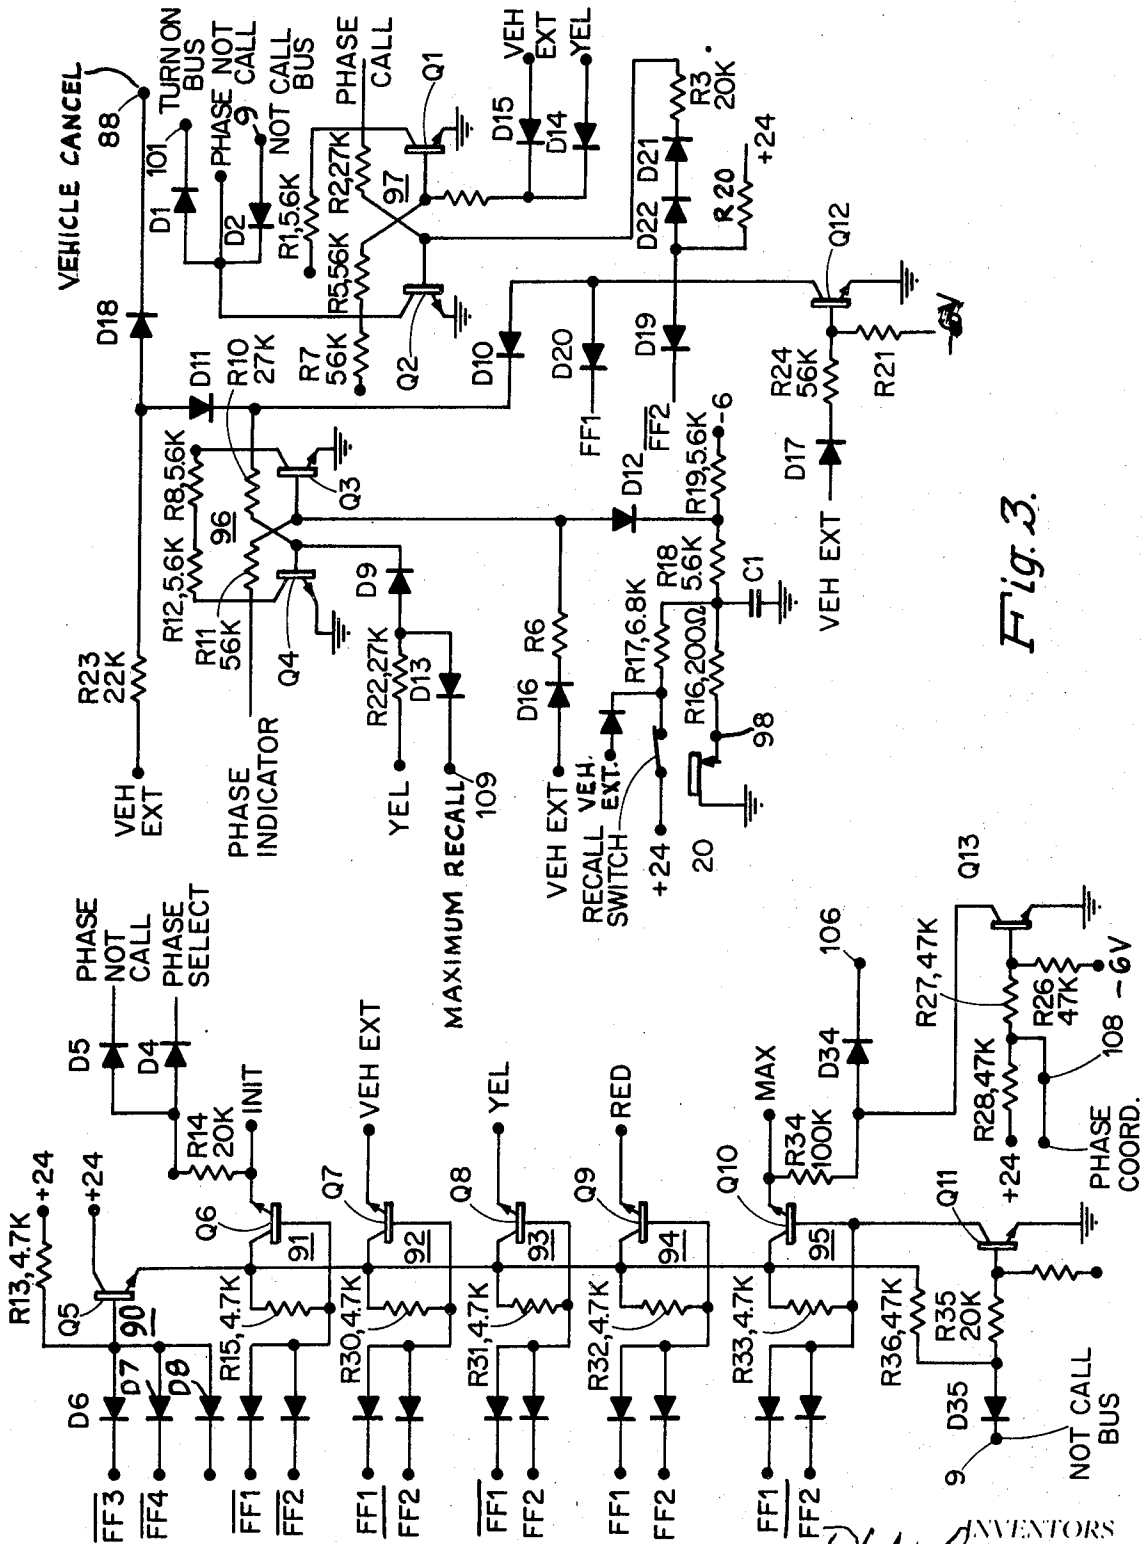 VEHICLE CANCEL
88
D18
D1
101
TURN ON
BUS
PHASE NOT
CALL
9
D2
NOT CALL
BUS
R1,5.6K
R2,27K
PHASE
CALL
97
Q1
R5,56K
R7
56K
Q2
D15
VEH
EXT
D14
YEL
D10
D20
FF1
D19
FF2
D22
D21
R3
20K
R20
+24
Q12
R24
56K
R21
D17
VEH EXT
VEH
EXT
R23
22K
D11
R10
27K
R12,5.6K
R8,5.6K
96
Q3
R11
56K
Q4
PHASE
INDICATOR
D9
R22,27K
YEL
D13
MAXIMUM RECALL
109
D12
R6
D16
VEH EXT
R19,5.6K
-6
R18
5.6K
C1
R17,6.8K
R16,200Ω
VEH.
EXT.
RECALL
SWITCH
+24
20
98
Fig. 3.
PHASE
NOT
CALL
PHASE
SELECT
D5
D4
R14
20K
INIT
R13,4.7K
+24
+24
Q5
90
D6
D7
D8
FF3
FF4
Q6
91
R15,4.7K
FF1
FF2
VEH EXT
Q7
92
R30,4.7K
FF1
FF2
YEL
Q8
93
R31,4.7K
FF1
FF2
RED
Q9
94
R32,4.7K
FF1
FF2
MAX
Q10
95
R33,4.7K
FF1
FF2
R34
100K
D34
106
Q13
R27,47K
R26
47K
-6V
R28,47K
+24
108
PHASE
COORD.
Q11
R36,47K
R35
20K
D35
9
NOT CALL
BUS
INVENTORS